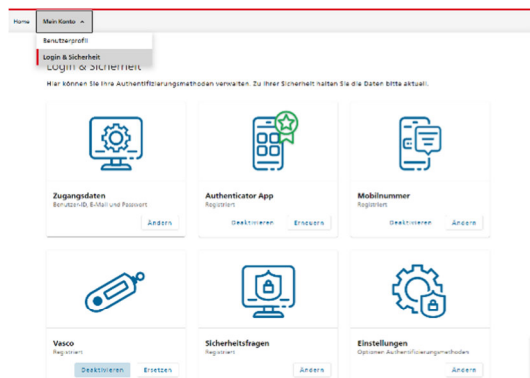 Home Mein Konto
Benutzerprofil
Login & Sicherheit
Login & Sicherheit
Hier können Sie Ihre Authentifizierungsmethoden verwalten. Zu Ihrer Sicherheit halten Sie die Daten bitte aktuell.
Zugangsdaten
Benutzer-ID, E-Mail und Passwort
Ändern
Authenticator App
Registriert
Deaktivieren Erneuern
Mobilnummer
Registriert
Deaktivieren Ändern
Vasco
Registriert
Deaktivieren Ersetzen
Sicherheitsfragen
Registriert
Ändern
Einstellungen
Optionen Authentifizierungsmethoden
Ändern